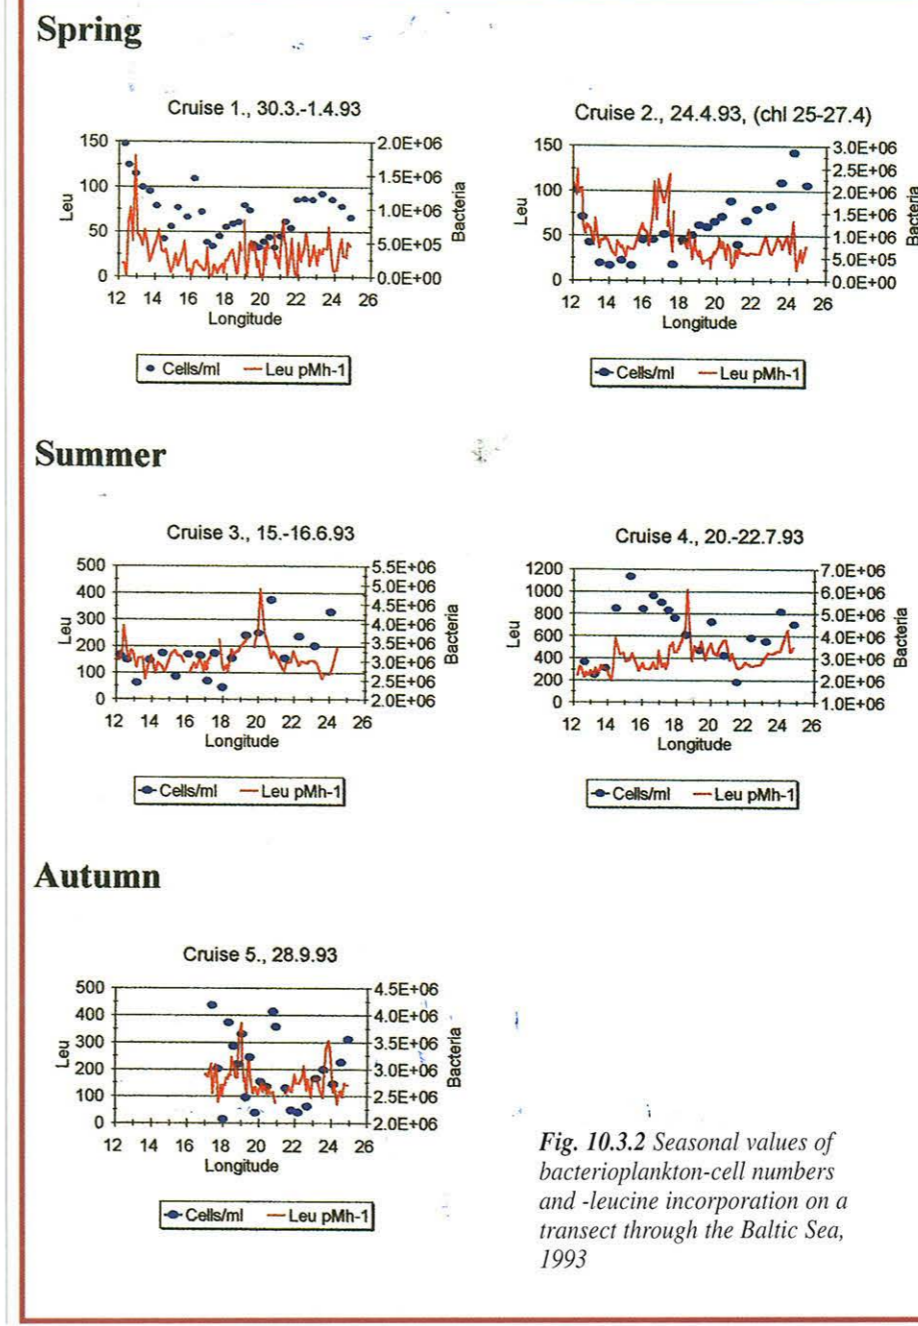 Spring
Cruise 1., 30.3.-1.4.93
150
100
50
0
Leu
2.0E+06
1.5E+06
1.0E+06
5.0E+05
0.0E+00
Bacteria
12 14 16 18 20 22 24 26
Longitude
Cells/ml Leu pMh-1
Cruise 2., 24.4.93, (chl 25-27.4)
150
100
50
0
Leu
3.0E+06
2.5E+06
2.0E+06
1.5E+06
1.0E+06
5.0E+05
0.0E+00
Bacteria
12 14 16 18 20 22 24 26
Longitude
Cells/ml Leu pMh-1
Summer
Cruise 3., 15.-16.6.93
500
400
300
200
100
0
Leu
5.5E+06
5.0E+06
4.5E+06
4.0E+06
3.5E+06
3.0E+06
2.5E+06
2.0E+06
Bacteria
12 14 16 18 20 22 24 26
Longitude
Cells/ml Leu pMh-1
Cruise 4., 20.-22.7.93
1200
1000
800
600
400
200
0
Leu
7.0E+06
6.0E+06
5.0E+06
4.0E+06
3.0E+06
2.0E+06
1.0E+06
Bacteria
12 14 16 18 20 22 24 26
Longitude
Cells/ml Leu pMh-1
Autumn
Cruise 5., 28.9.93
500
400
300
200
100
0
Leu
4.5E+06
4.0E+06
3.5E+06
3.0E+06
2.5E+06
2.0E+06
Bacteria
12 14 16 18 20 22 24 26
Longitude
Cells/ml Leu pMh-1
Fig. 10.3.2 Seasonal values of
bacterioplankton-cell numbers
and -leucine incorporation on a
transect through the Baltic Sea,
1993